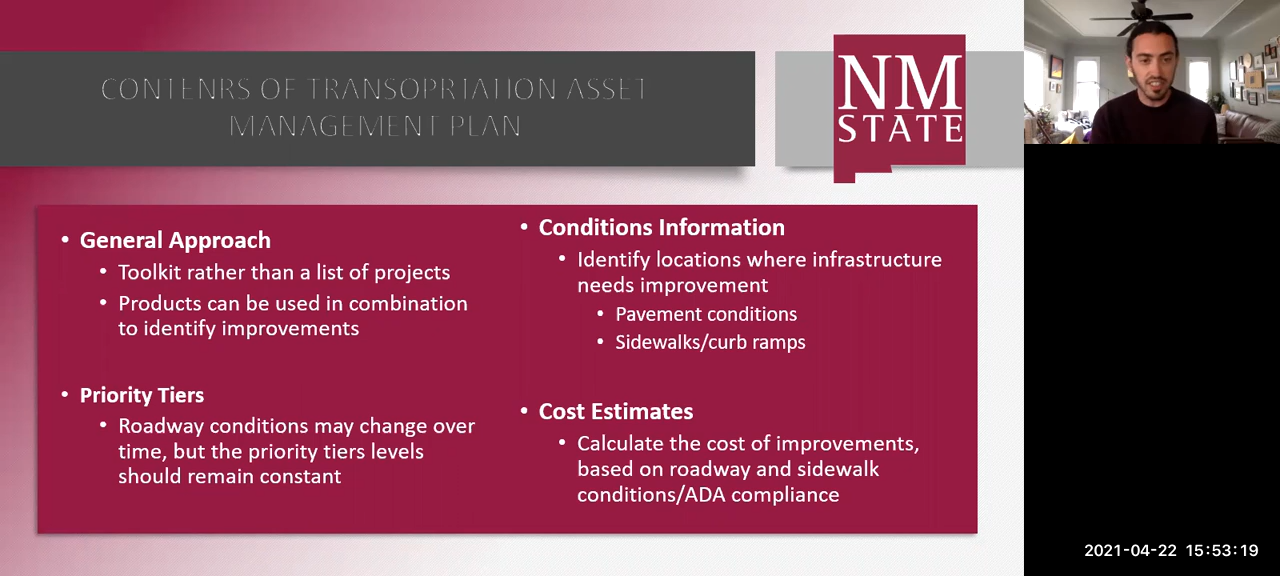 CONTENRS OF TRANSOPRTATION ASSET
MANAGEMENT PLAN
NM
STATE
• General Approach
• Toolkit rather than a list of projects
• Products can be used in combination
to identify improvements
• Priority Tiers
• Roadway conditions may change over
time, but the priority tiers levels
should remain constant
• Conditions Information
• Identify locations where infrastructure
needs improvement
• Pavement conditions
• Sidewalks/curb ramps
• Cost Estimates
• Calculate the cost of improvements,
based on roadway and sidewalk
conditions/ADA compliance
2021-04-22 15:53:19